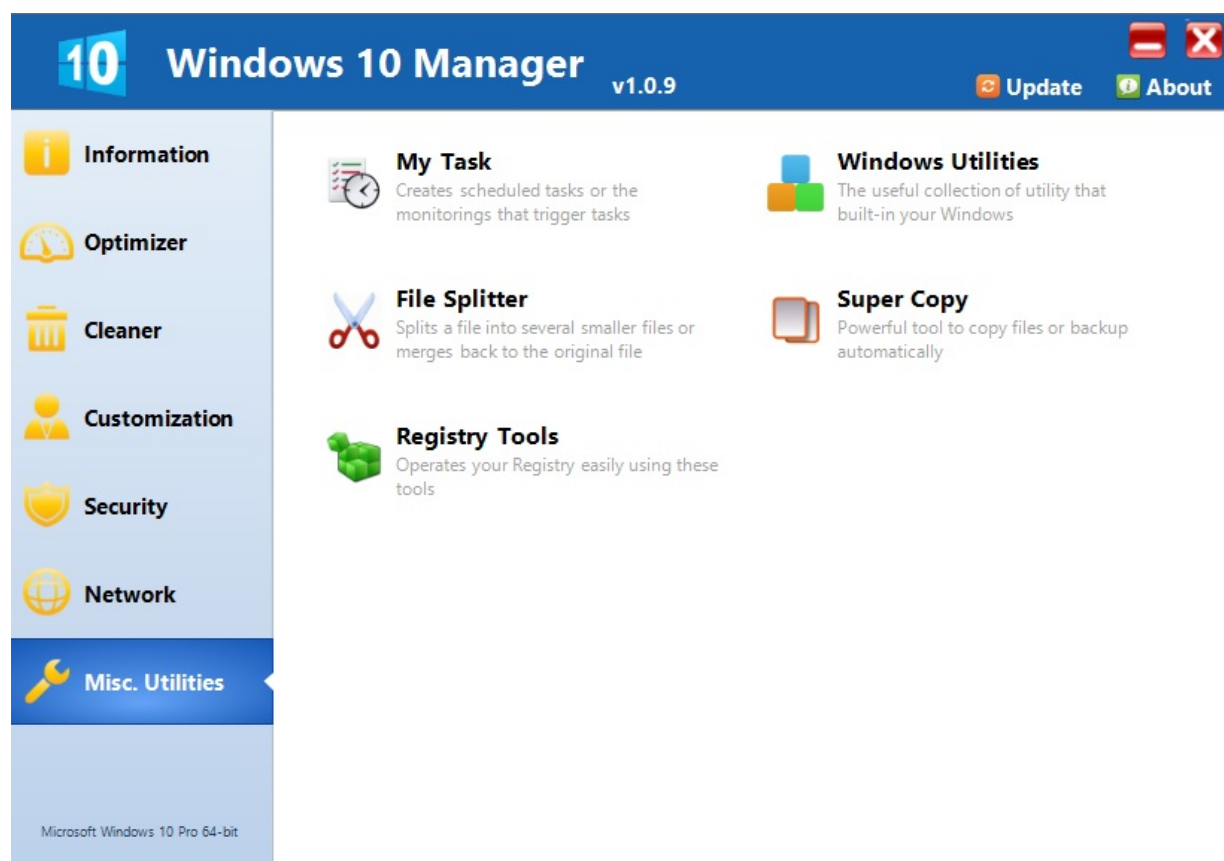 10 Windows 10 Manager v1.0.9
Update About
Information
Optimizer
Cleaner
Customization
Security
Network
Misc. Utilities
Microsoft Windows 10 Pro 64-bit
My Task
Creates scheduled tasks or the
monitorings that trigger tasks
Windows Utilities
The useful collection of utility that
built-in your Windows
File Splitter
Splits a file into several smaller files or
merges back to the original file
Super Copy
Powerful tool to copy files or backup
automatically
Registry Tools
Operates your Registry easily using these
tools